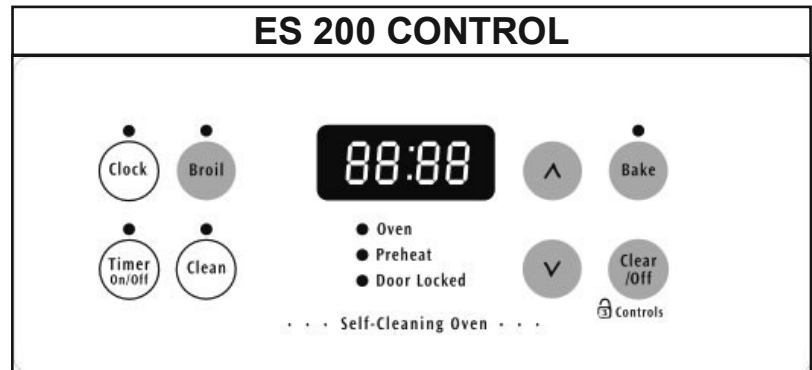 ES 200 CONTROL
Clock
Broil
88:88
Bake
Timer
On/Off
Clean
Oven
Preheat
Door Locked
Clear
/Off
3 Controls
· · · Self-Cleaning Oven · · ·